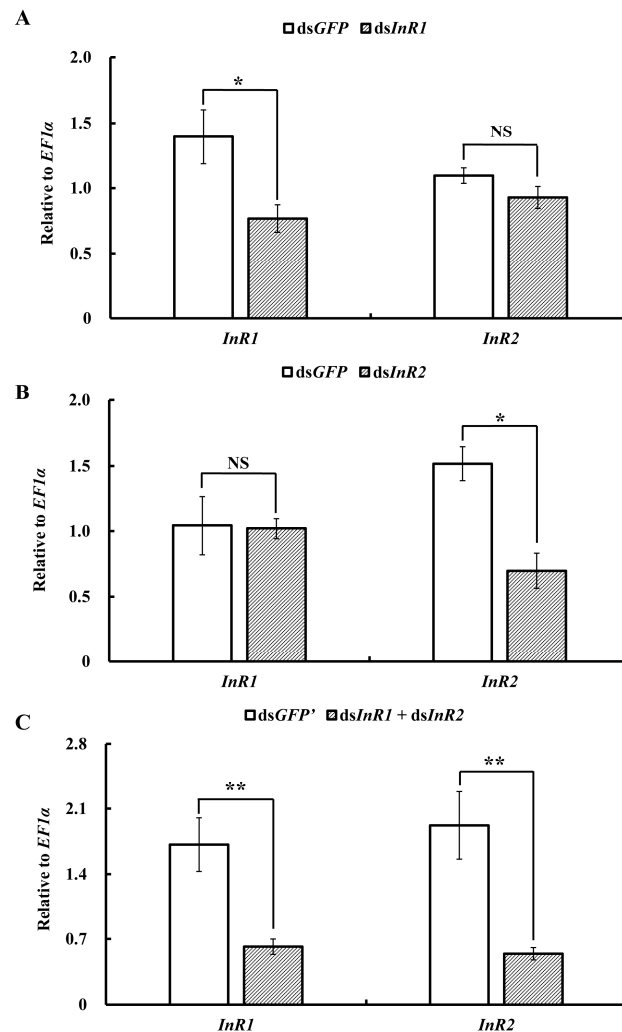 A
dsGFP dsInR1
Relative to EF1α
2.0
1.5
1.0
0.5
0
*
NS
InR1 InR2
B
dsGFP dsInR2
Relative to EF1α
2.0
1.5
1.0
0.5
0
NS
*
InR1 InR2
C
dsGFP’ dsInR1 + dsInR2
Relative to EF1α
2.8
2.1
1.4
0.7
0
**
**
InR1 InR2